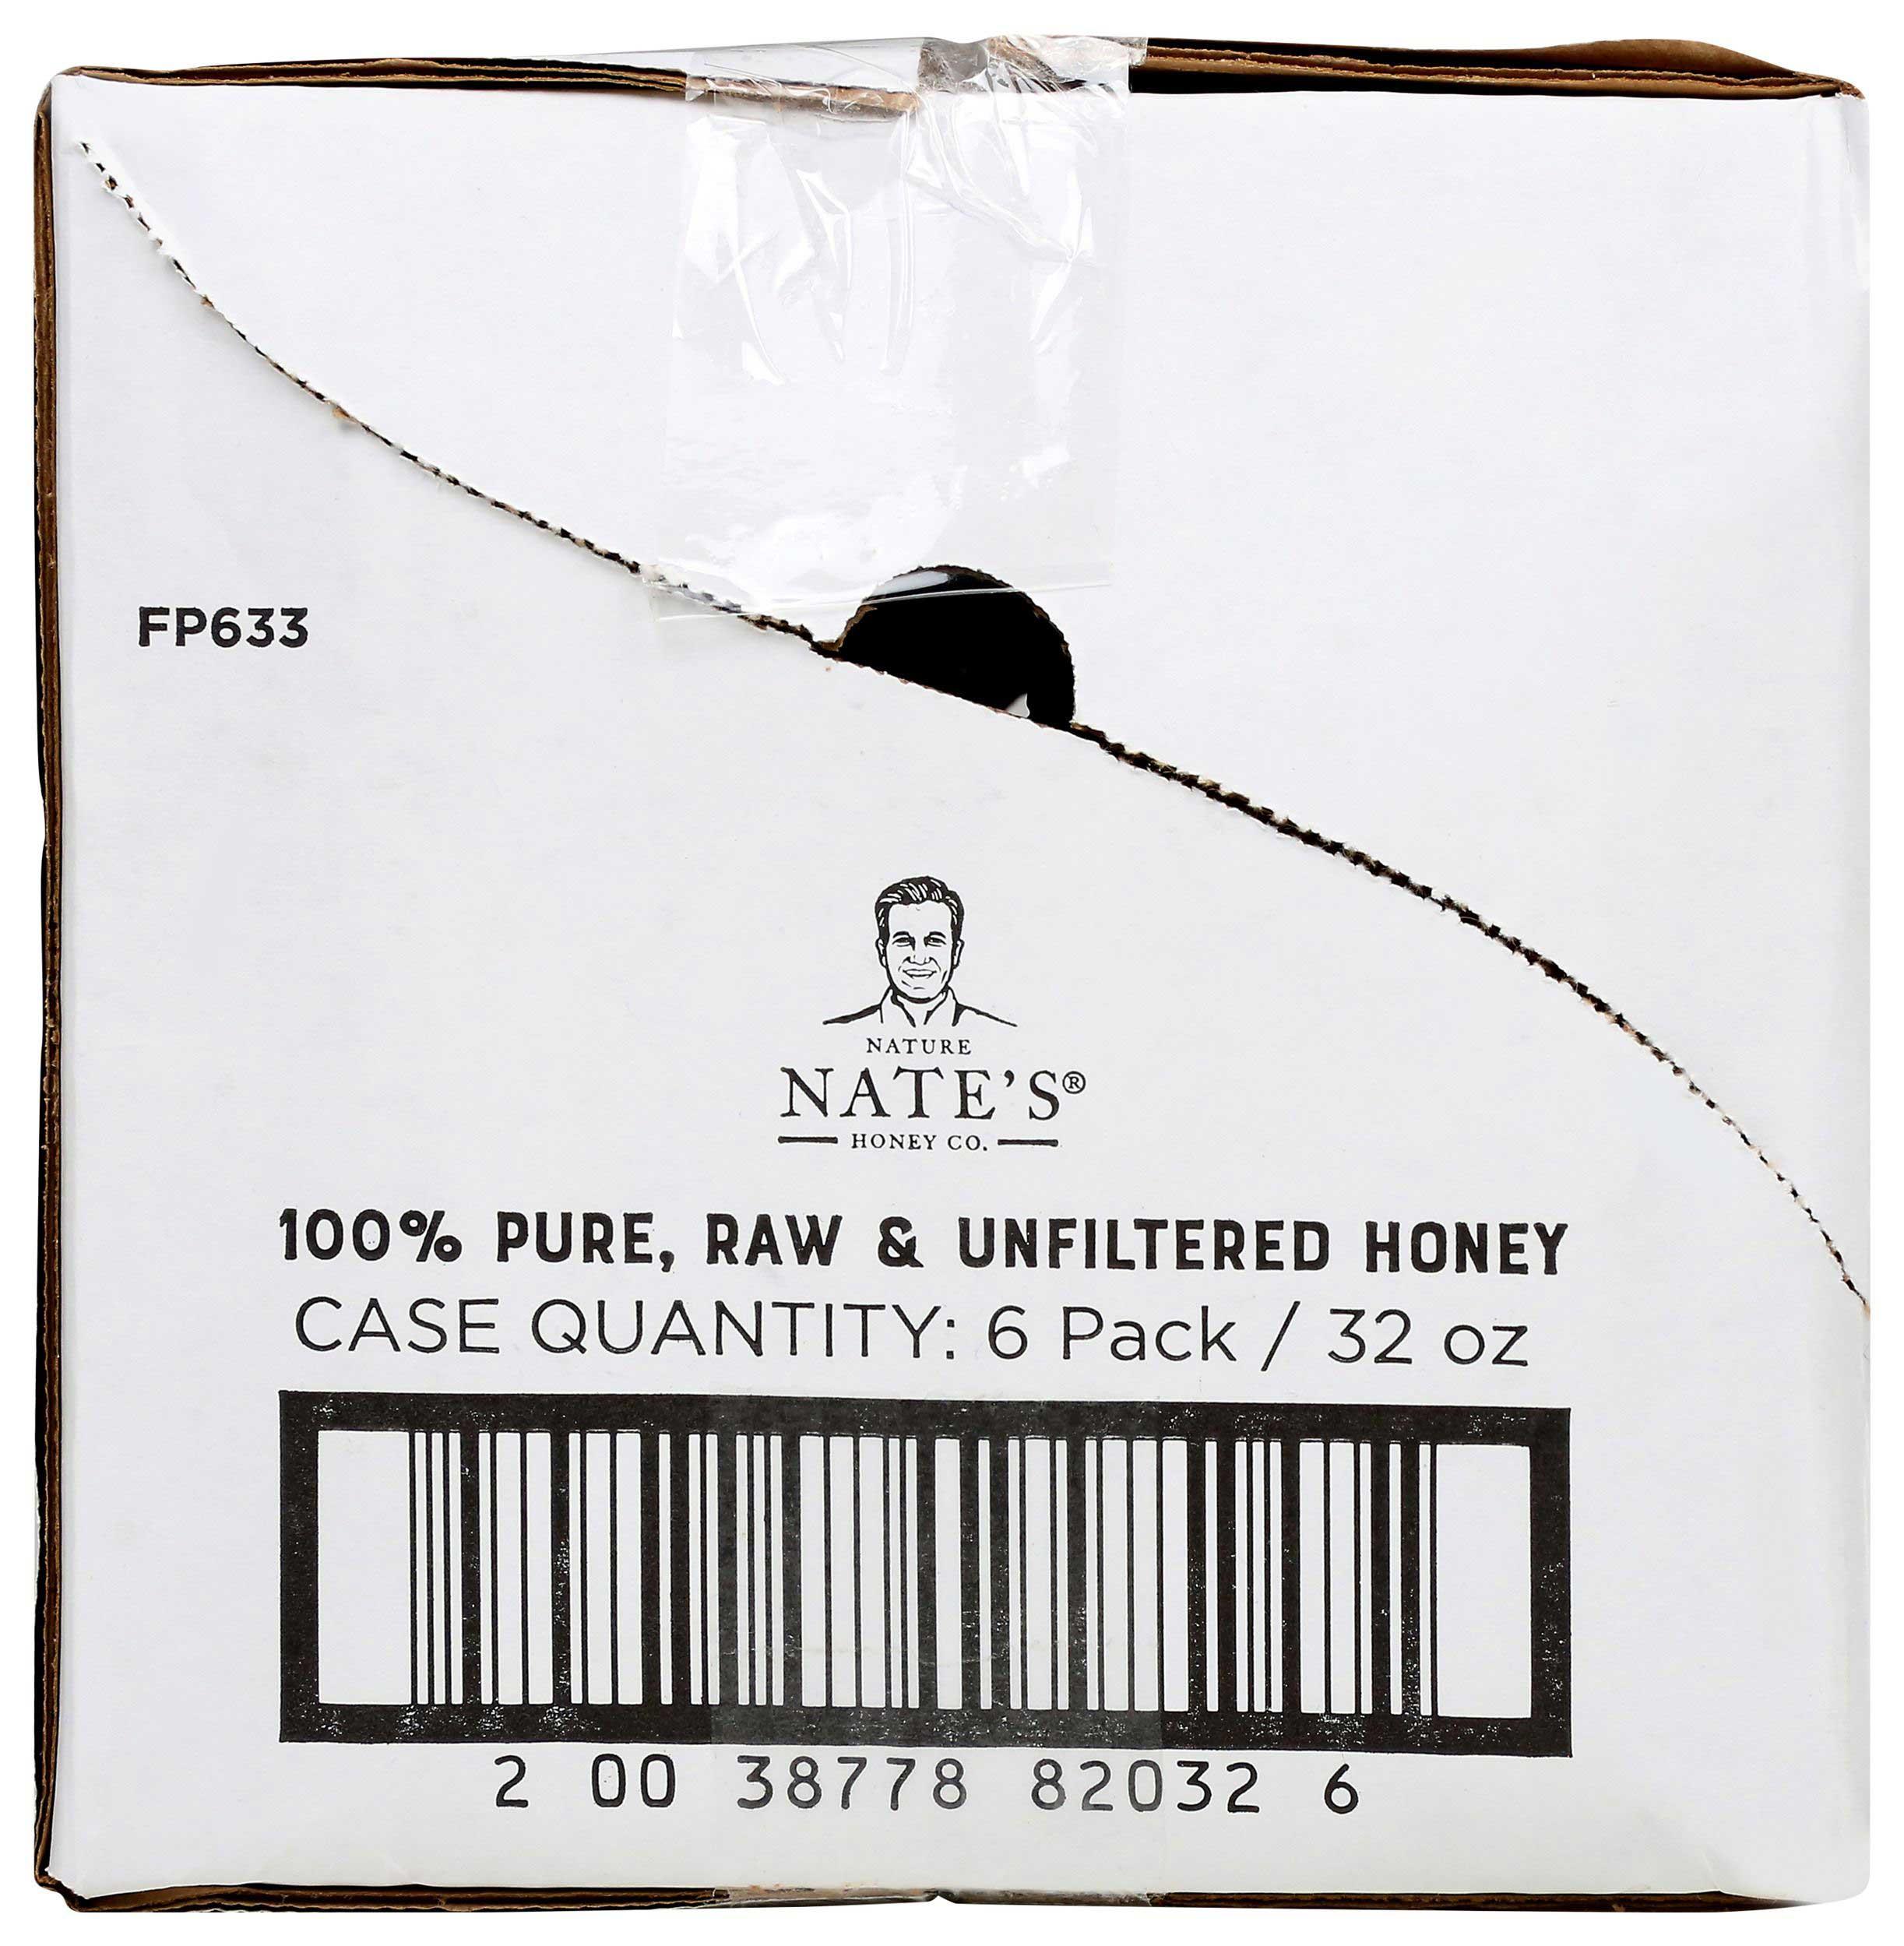 FP633
NATURE
NATE'S®
HONEY CO.
100% PURE, RAW & UNFILTERED HONEY
CASE QUANTITY: 6 Pack / 32 oz
2 00 38778 82032 6